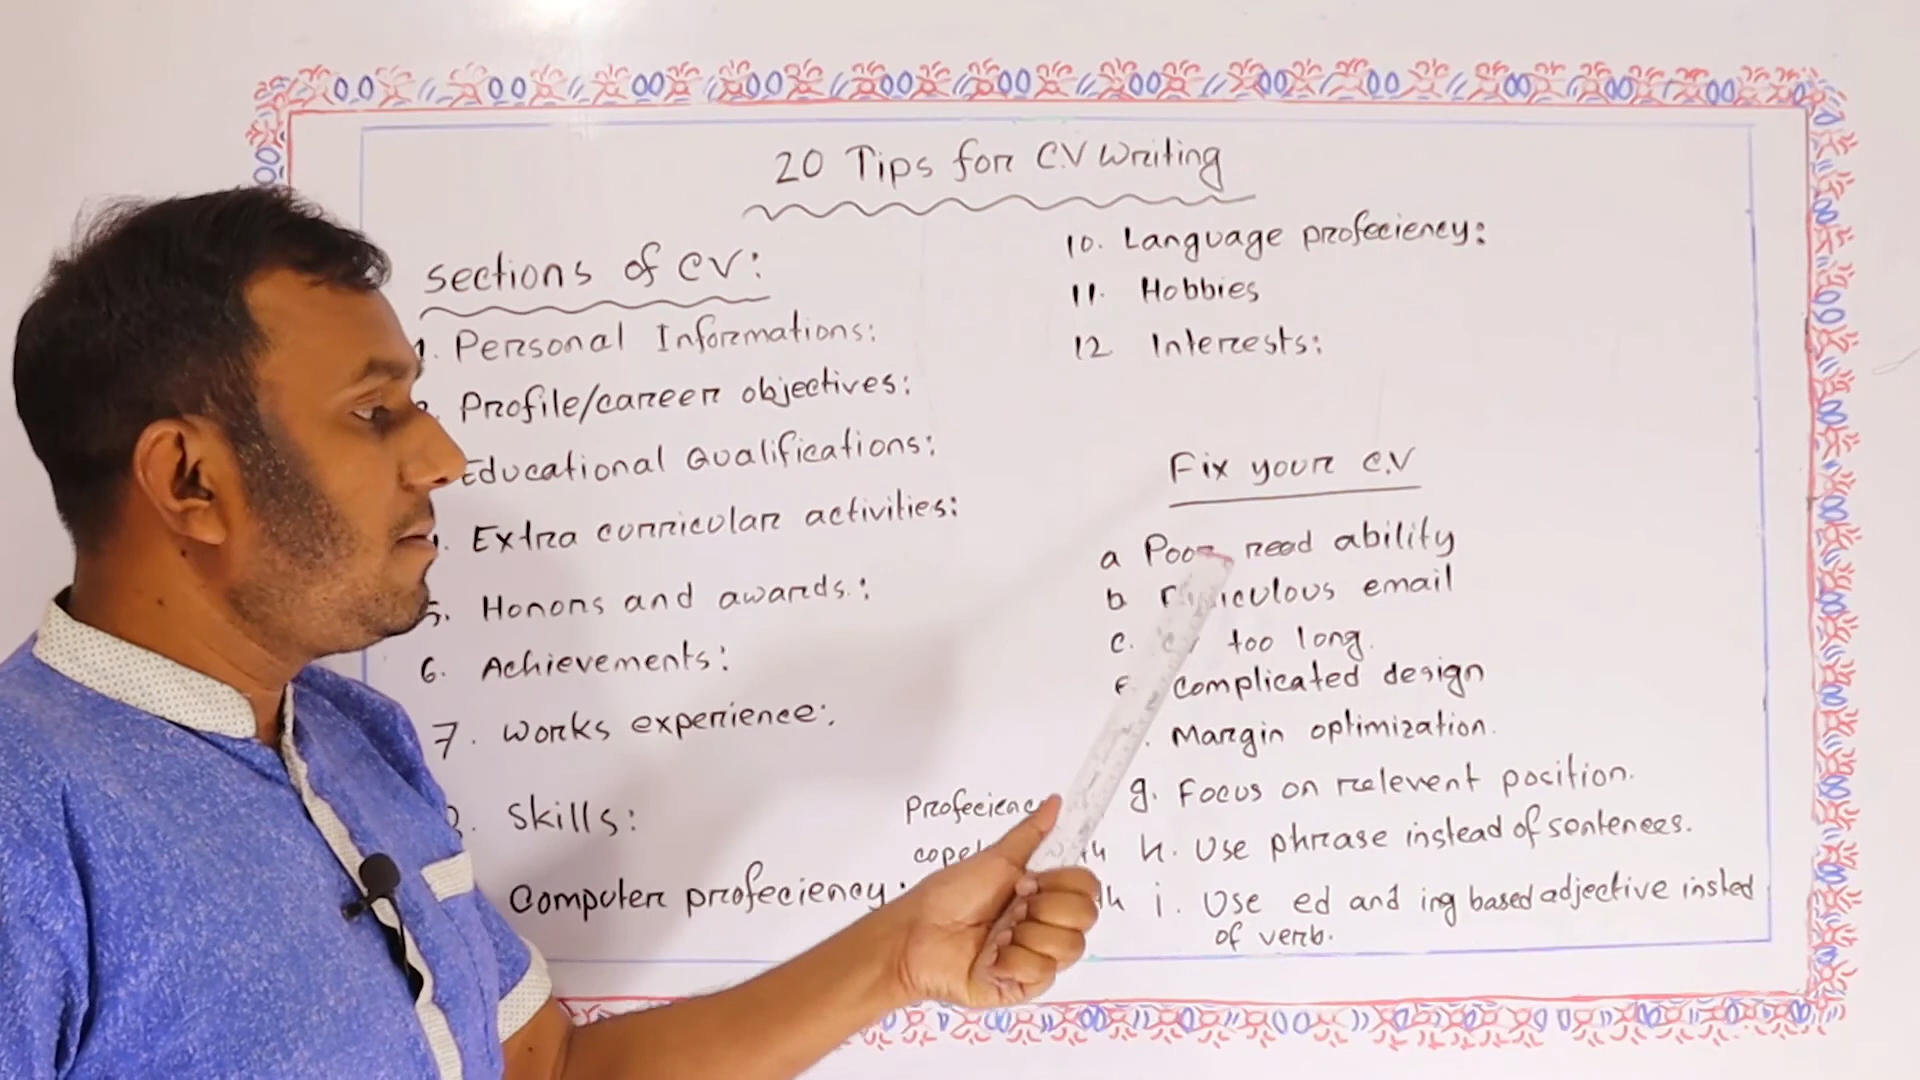 20 Tips for C.V Writing
Sections of CV:
1. Personal Informations:
Profile/career objectives:
Educational Qualifications:
Extra curricular activities:
5. Honors and awards.:
6. Achievements:
7. Works experience:
8. Skills:
Computer profeciency:
10. Language profeciency:
11. Hobbies
12 Interests:
Fix your C.V
a Poor read ability
b Ridiculous email
c. too long.
Complicated design
Margin optimization.
g. Focus on relevent position.
h. Use phrase instead of sentences.
i. Use ed and ing based adjective insted
of verb.